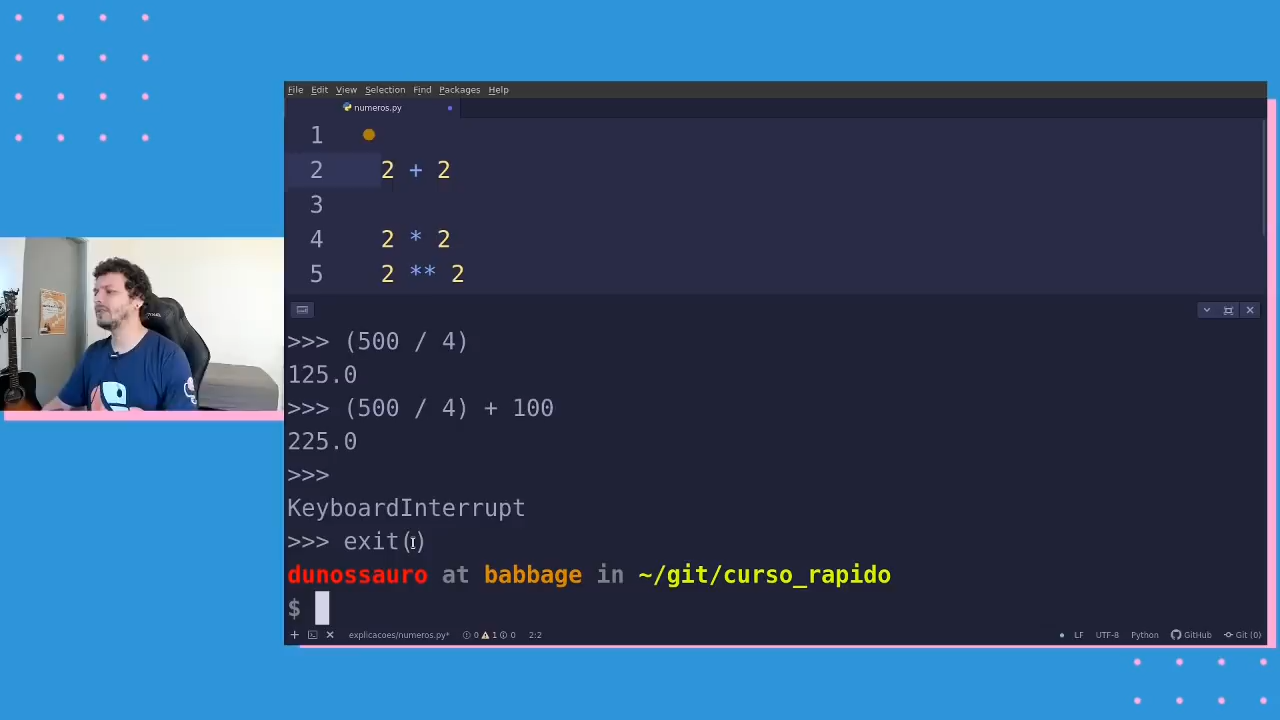 File Edit View Selection Find Packages Help
numeros.py
1
2 2 + 2
3
4 2 * 2
5 2 ** 2
>>> (500 / 4)
125.0
>>> (500 / 4) + 100
225.0
>>>
KeyboardInterrupt
>>> exit()
dunossauro at babbage in ~/git/curso_rapido
$
explicacoes/numeros.py* 0 1 0 2:2 LF UTF-8 Python GitHub Git (0)